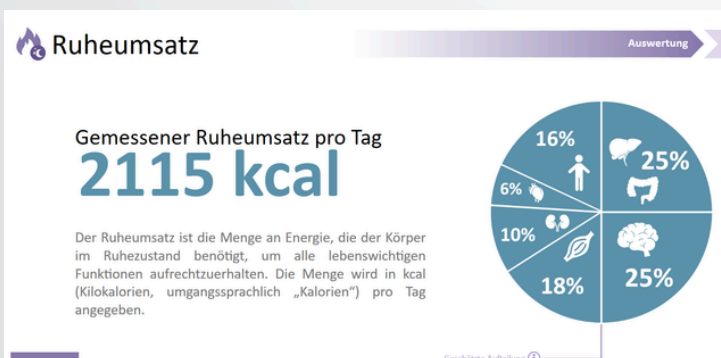 Ruheumsatz
Auswertung
Gemessener Ruheumsatz pro Tag
2115 kcal
Der Ruheumsatz ist die Menge an Energie, die der Körper
im Ruhezustand benötigt, um alle lebenswichtigen
Funktionen aufrechtzuerhalten. Die Menge wird in kcal
(Kilokalorien, umgangssprachlich „Kalorien“) pro Tag
angegeben.
16%
25%
6%
10%
18%
25%